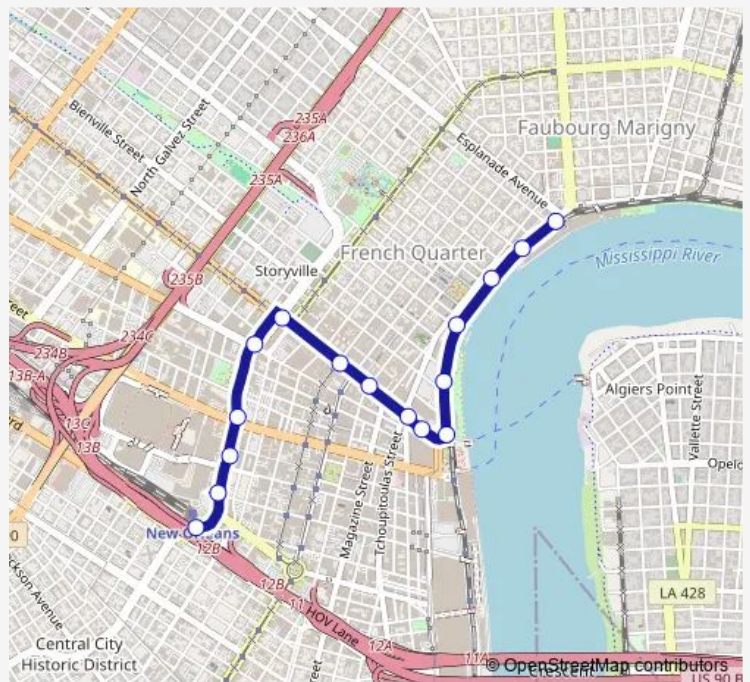 235A
236A
Bienville Street
North Galvez Street
Faubourg Marigny
Esplanade Avenue
235A
French Quarter
Mississippi River
Storyville
235B
234C
234B
13B-A
13C
13B
Algiers Point
Vallette Street
Magazine Street
Tchoupitoulas Street
New Orleans
12B
12B
11
HOV Lane
12A
11A
LA 428
Central City
Historic District
© OpenStreetMap contributors
Crescent
US 90 B